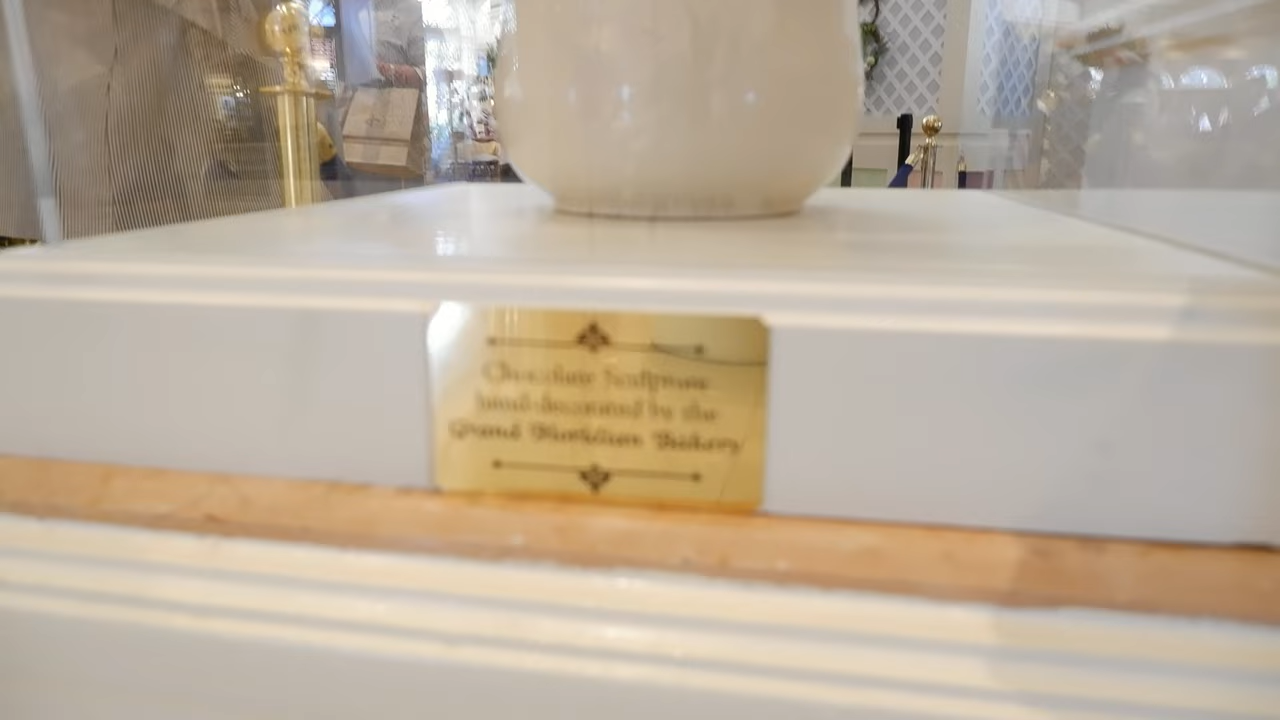 Chocolate Sculpture
hand-decorated by the
Grand Floridian Bakery